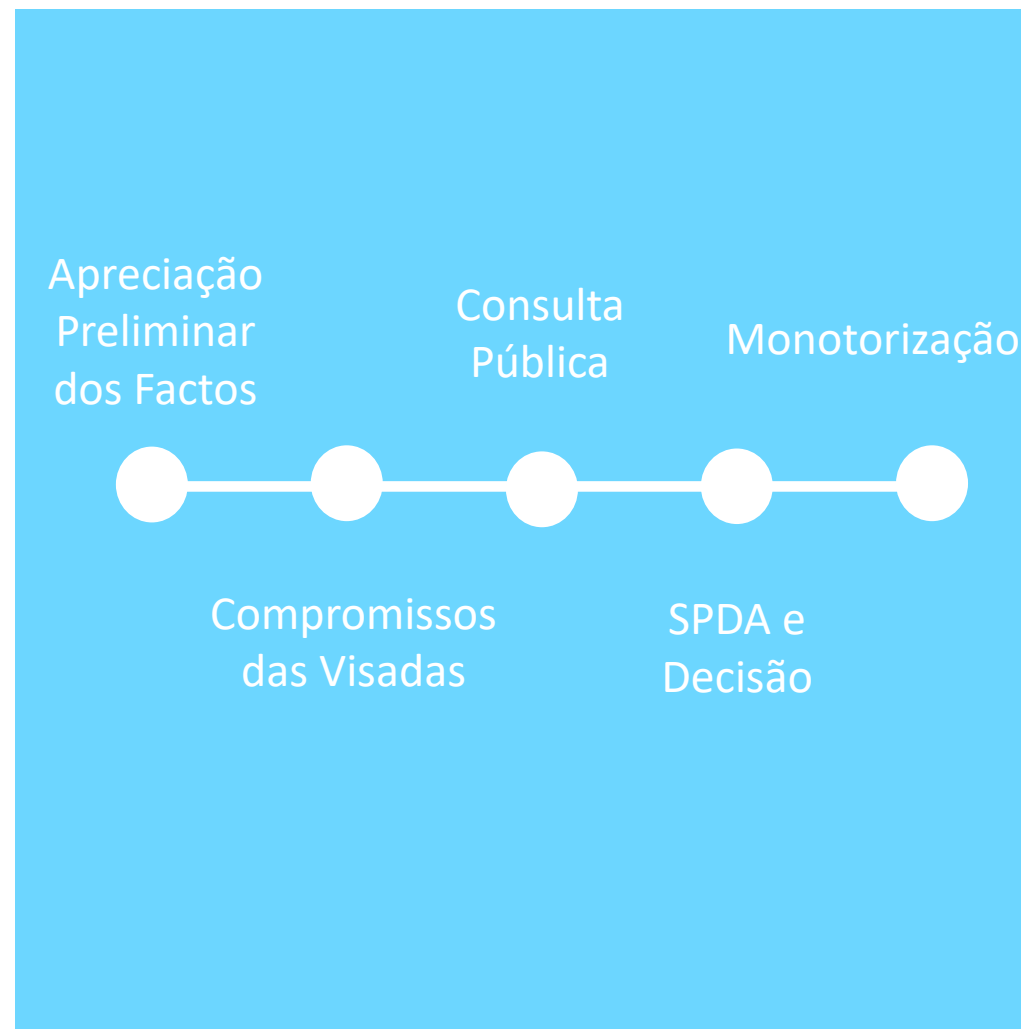 Apreciação
Preliminar
dos Factos
Compromissos
das Visadas
Consulta
Pública
SPDA e
Decisão
Monotorização